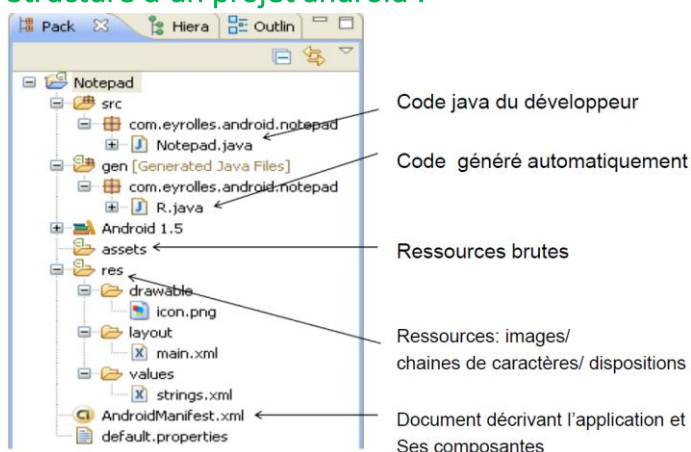 Structure d'un projet android :
Pack Hiera Outlin
Notepad
src
com.eyrolles.android.notepad
Notepad.java
gen [Generated Java Files]
com.eyrolles.android.notepad
R.java
Android 1.5
assets
res
drawable
icon.png
layout
main.xml
values
strings.xml
AndroidManifest.xml
default.properties
Code java du développeur
Code généré automatiquement
Ressources brutes
Ressources: images/
chaines de caractères/ dispositions
Document décrivant l'application et
Ses composantes